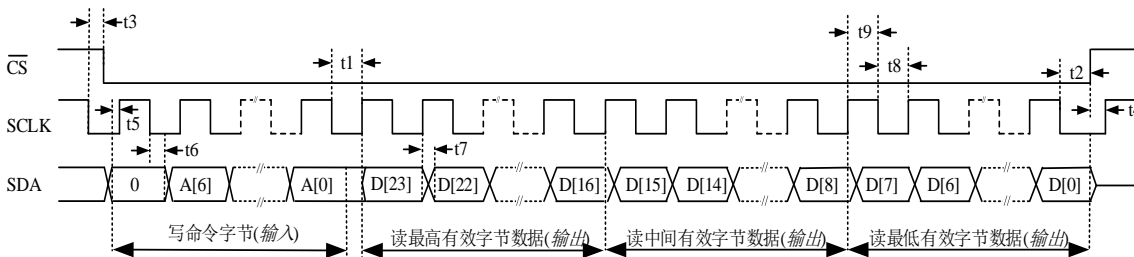 t3
t9
CS
t1
t8
t2
SCLK
t5
t6
t7
SDA
0
A[6]
A[0]
D[23]
D[22]
D[16]
D[15]
D[14]
D[8]
D[7]
D[6]
D[0]
写命令字节(输入)
读最高有效字节数据(输出)
读中间有效字节数据(输出)
读最低有效字节数据(输出)